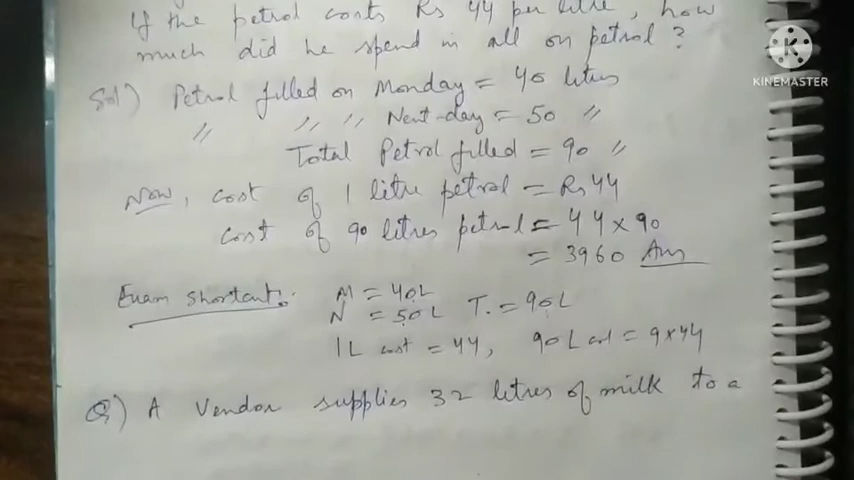 If the petrol costs Rs 44 per litre, how
much did he spend in all on petrol?
Sol) Petrol filled on Monday = 40 litres
" " " Next-day = 50 "
Total Petrol filled = 90 "
Now, cost of 1 litre petrol = Rs 44
cost of 90 litres petrol = 44 x 90
= 3960 Ans
Exam shortcut:
M = 40L
N = 50L T. = 90L
1L cost = 44, 90L cost = 9x44
Q) A Vendor supplies 32 litres of milk to a
KINEMASTER